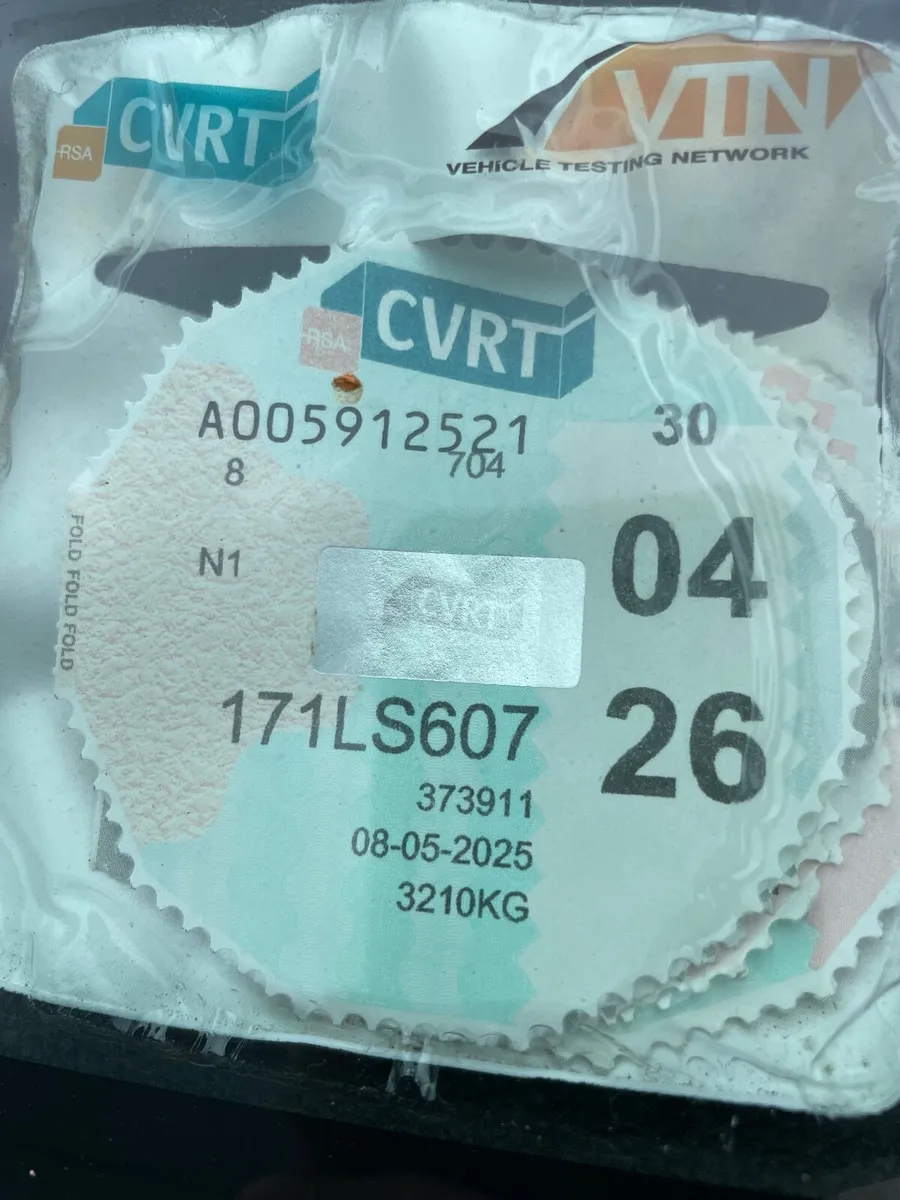 RSA CVRT
VTN
VEHiCLE TESTING NETWORK
RSA CVRT
A005912521 30
8 704
N1 04
FOLD FOLD FOLD
CVRT
171LS607 26
373911
08-05-2025
3210KG